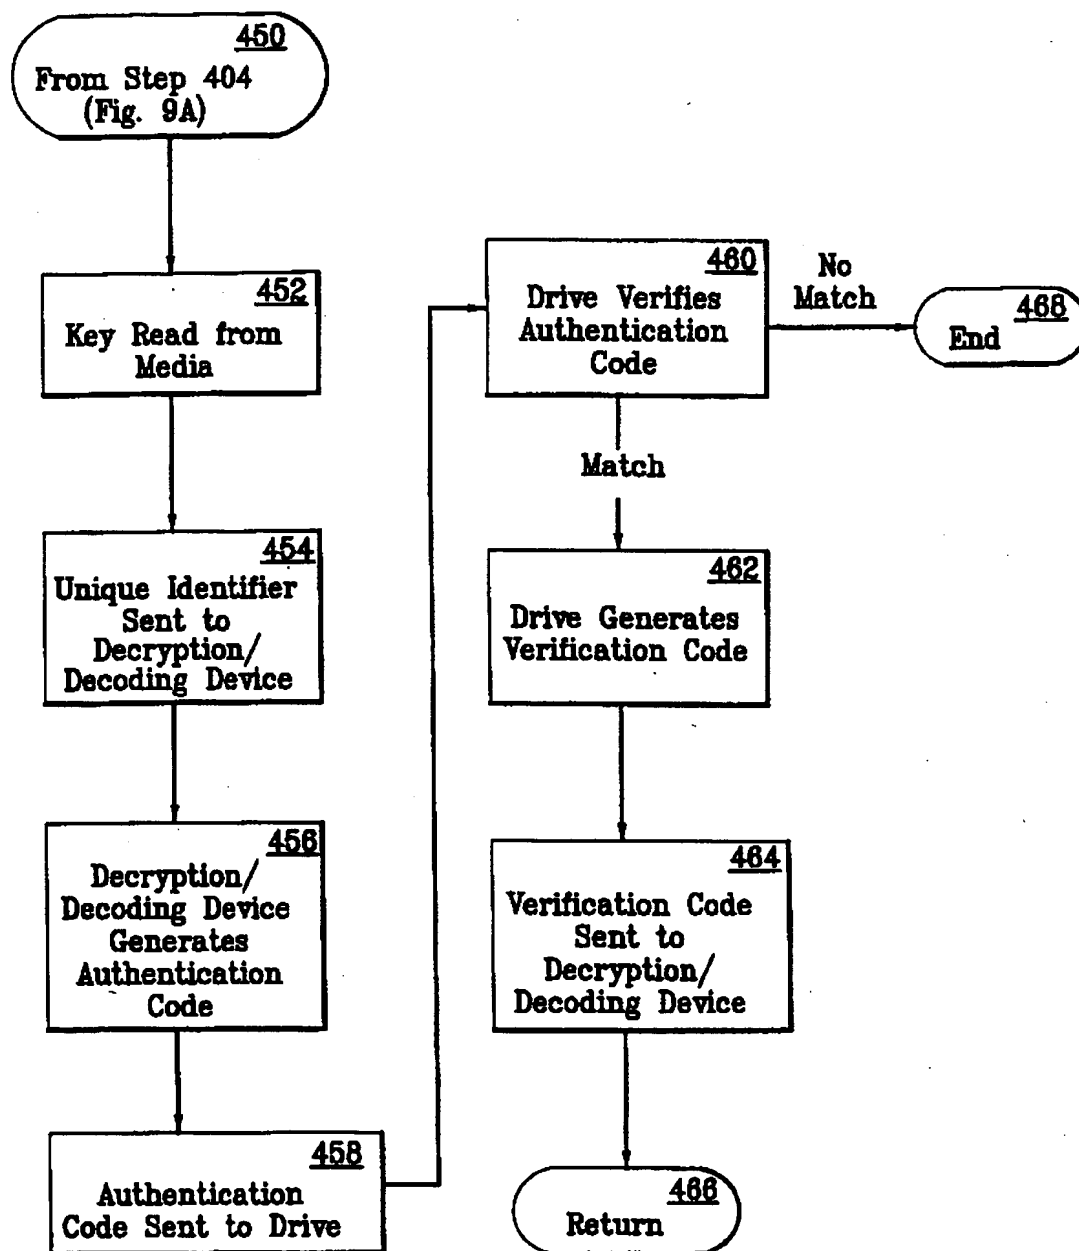 450
From Step 404
(Fig. 9A)
452
Key Read from
Media
454
Unique Identifier
Sent to
Decryption/
Decoding Device
456
Decryption/
Decoding Device
Generates
Authentication
Code
458
Authentication
Code Sent to Drive
460
Drive Verifies
Authentication
Code
No
Match
468
End
Match
462
Drive Generates
Verification Code
464
Verification Code
Sent to
Decryption/
Decoding Device
466
Return